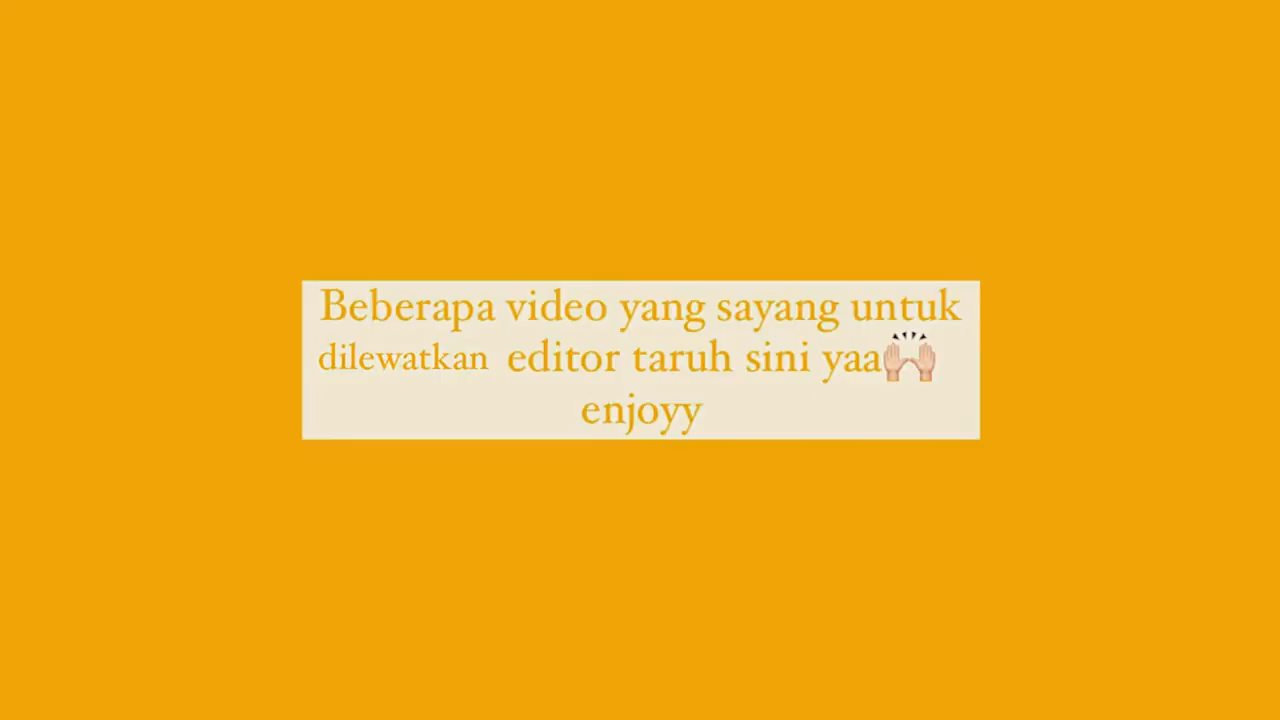 Beberapa video yang sayang untuk
dilewatkan editor taruh sini yaa🙌🏻
enjoyy